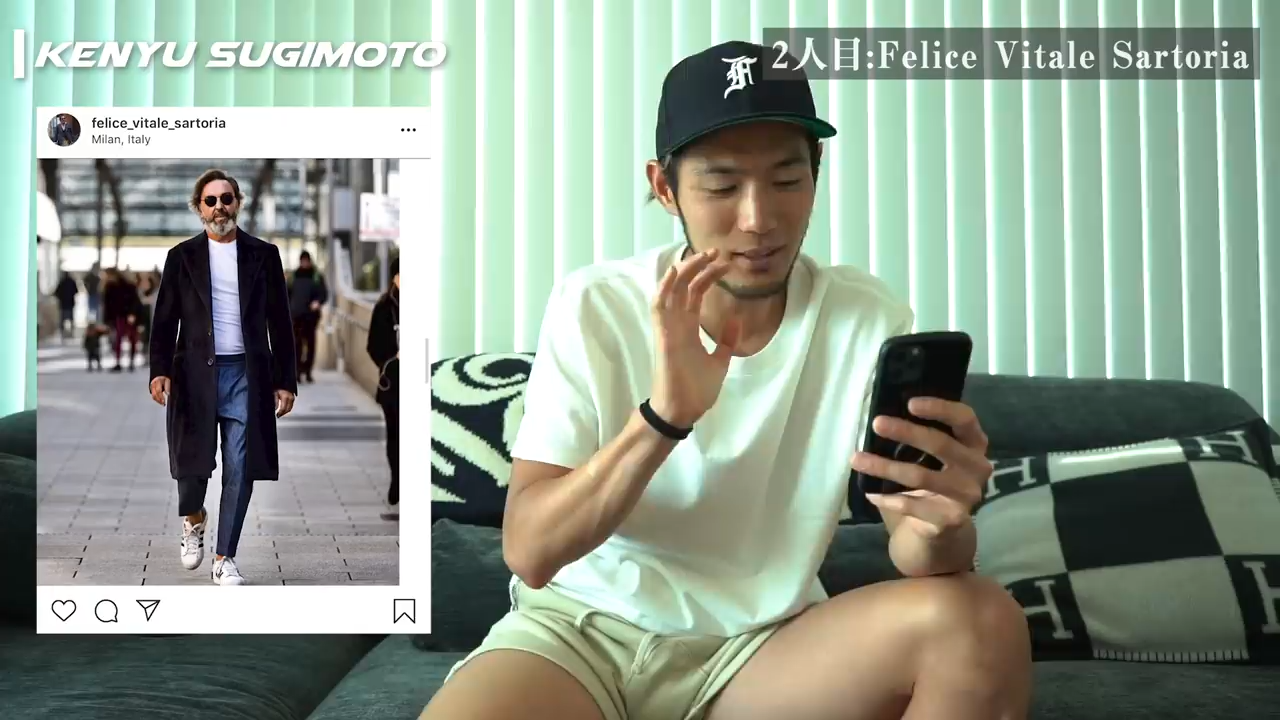 KENYU SUGIMOTO
2人目:Felice Vitale Sartoria
felice_vitale_sartoria
Milan, Italy
F
H
H
H
H